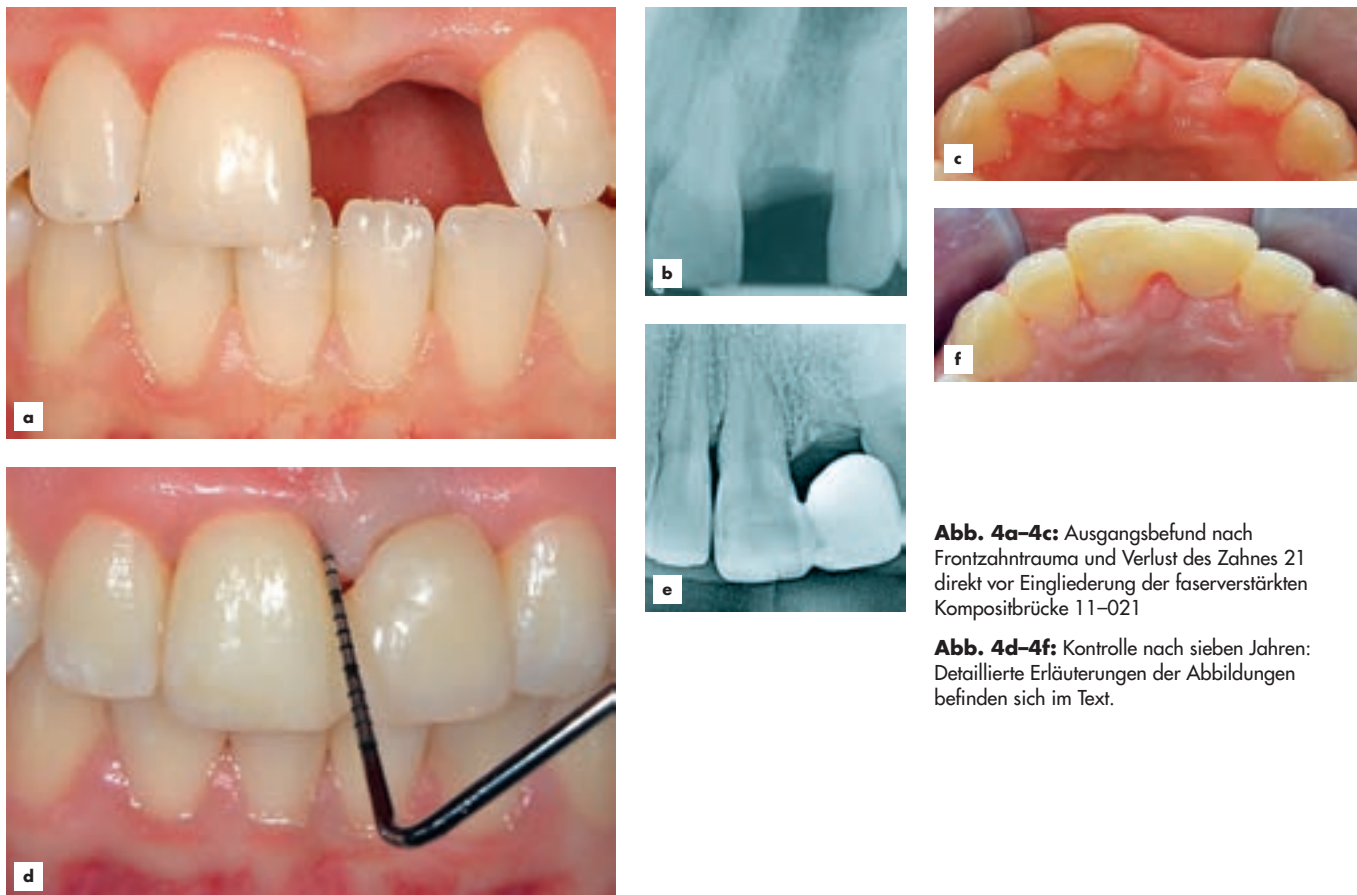 a
b
c
d
e
f
Abb. 4a–4c: Ausgangsbefund nach
Frontzahntrauma und Verlust des Zahnes 21
direkt vor Eingliederung der faserverstärkten
Kompositbrücke 11–021
Abb. 4d–4f: Kontrolle nach sieben Jahren:
Detaillierte Erläuterungen der Abbildungen
befinden sich im Text.